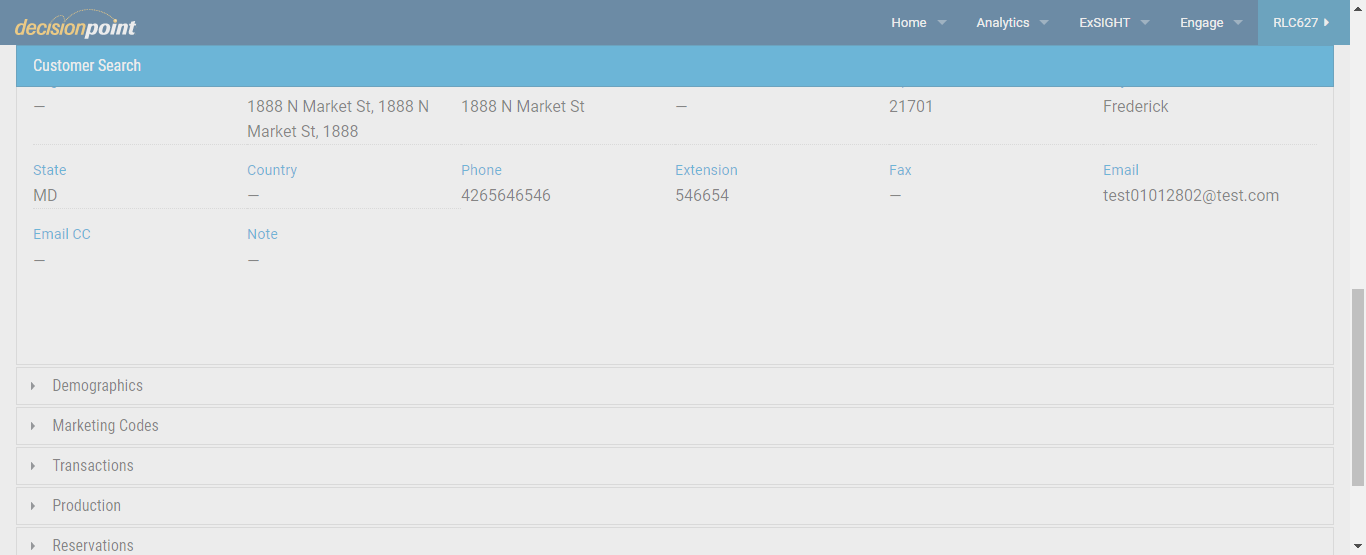 decisionpoint
Home
Analytics
ExSIGHT
Engage
RLC627
Customer Search
—
1888 N Market St, 1888 N
Market St, 1888
1888 N Market St
—
21701
Frederick
State
Country
Phone
Extension
Fax
Email
MD
—
4265646546
546654
—
test01012802@test.com
Email CC
Note
—
—
Demographics
Marketing Codes
Transactions
Production
Reservations